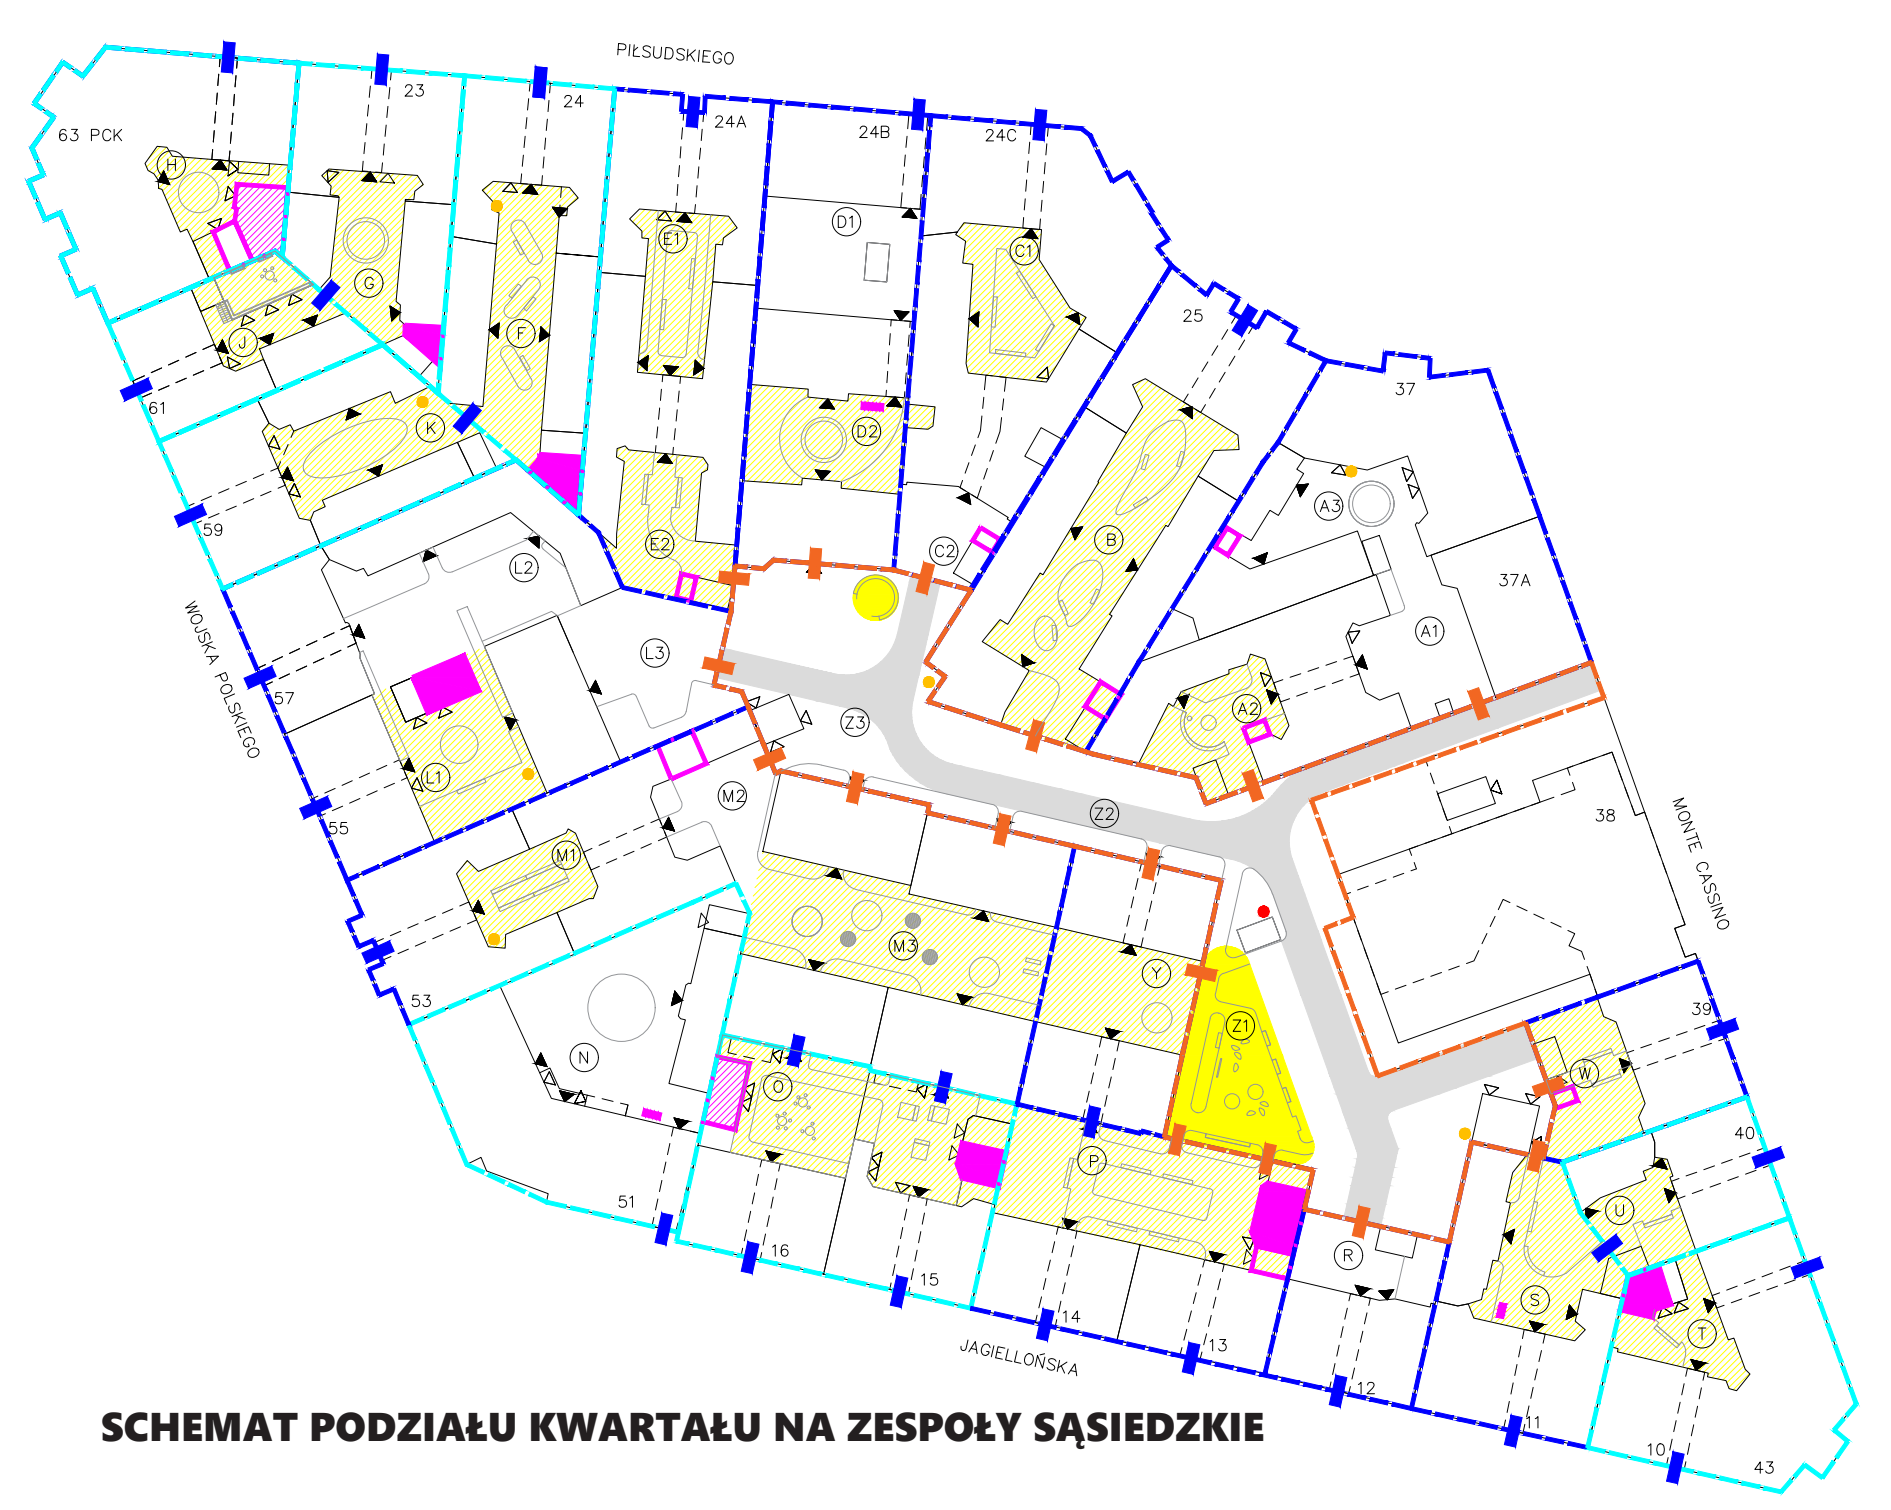 PIŁSUDSKIEGO
23
24
24A
24B
24C
63 PCK
H
G
F
E1
D1
C1
J
K
D2
25
37
61
59
L2
E2
C2
B
A3
37A
A1
L3
A2
Z3
WOJSKA POLSKIEGO
57
L1
55
M2
Z2
38
MONTE CASSINO
M1
M3
Y
53
N
O
Z1
39
W
P
40
51
U
16
15
R
S
T
14
13
JAGIELLOŃSKA
12
11
10
43
SCHEMAT PODZIAŁU KWARTAŁU NA ZESPOŁY SĄSIEDZKIE